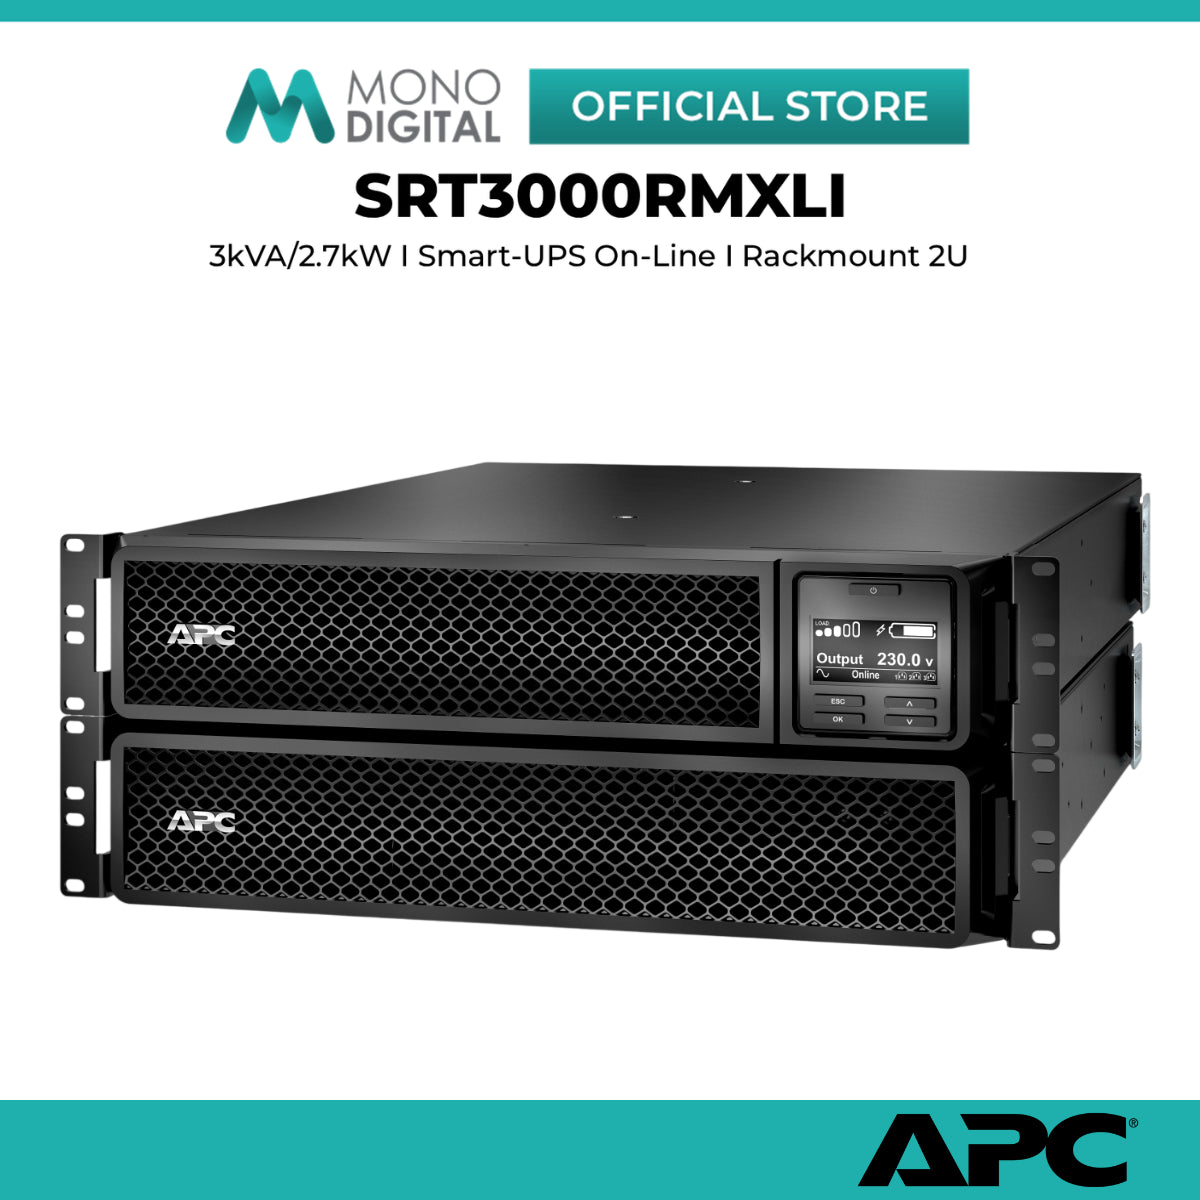 MONO
DIGITAL
OFFICIAL STORE
SRT3000RMXLI
3kVA/2.7kW I Smart-UPS On-Line I Rackmount 2U
APC
LOAD
Output 230.0 v
Online
ESC
OK
APC
APC®